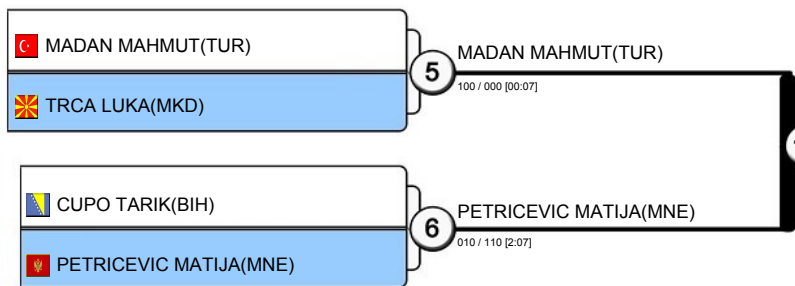 MADAN MAHMUT(TUR)
TRCA LUKA(MKD)
5
MADAN MAHMUT(TUR)
100 / 000 [00:07]
CUPO TARIK(BIH)
PETRICEVIC MATIJA(MNE)
6
PETRICEVIC MATIJA(MNE)
010 / 110 [2:07]